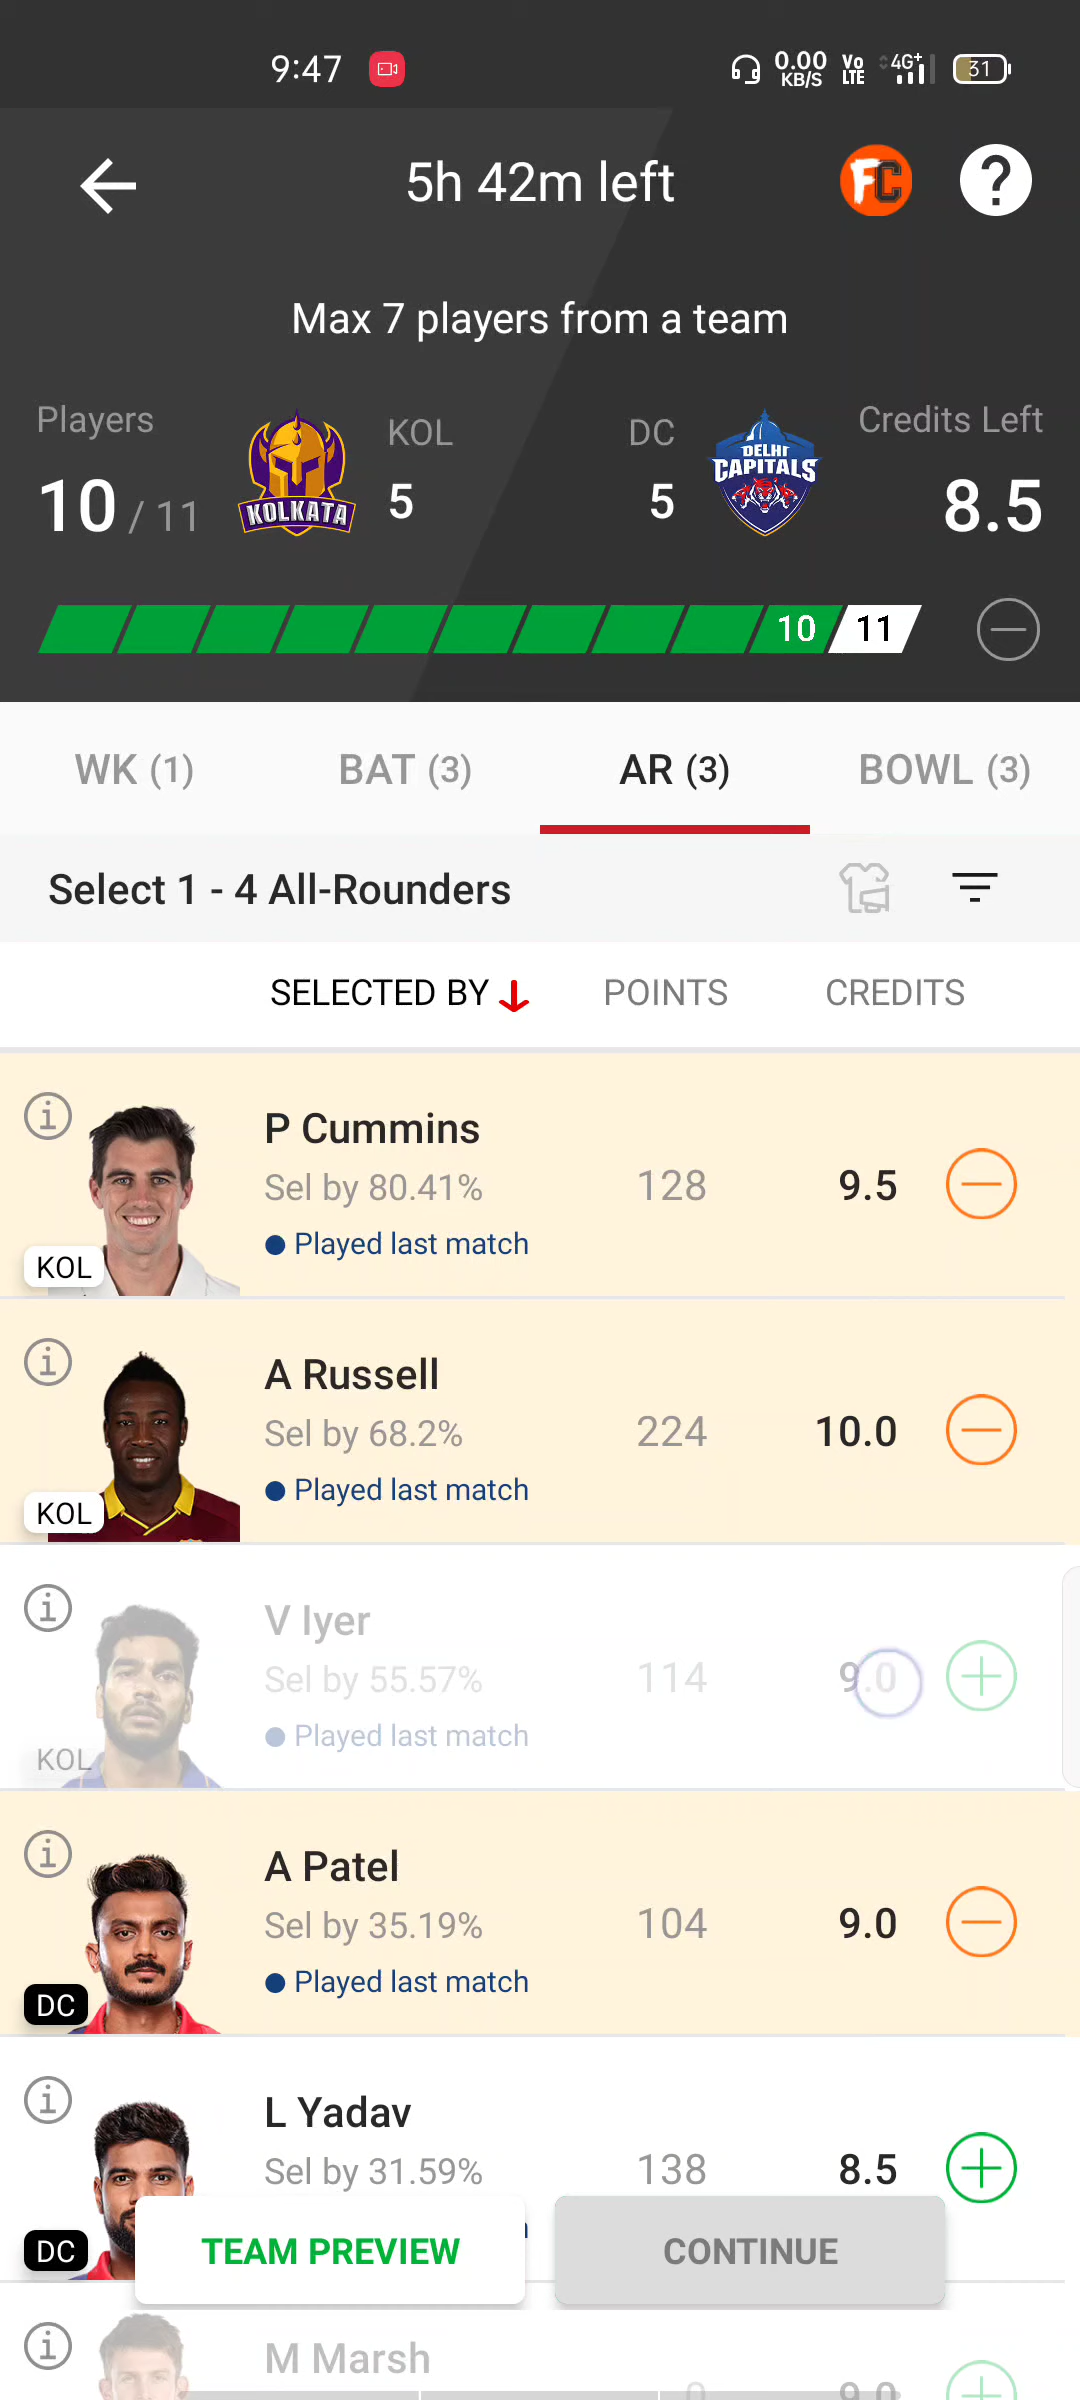 9:47 0.00 KB/S Vo LTE 4G+ 31
5h 42m left FC ?
Max 7 players from a team
Players KOL DC Credits Left
10 / 11 KOLKATA 5 5 DELHI CAPITALS 8.5
10 11
WK (1) BAT (3) AR (3) BOWL (3)
Select 1 - 4 All-Rounders
SELECTED BY POINTS CREDITS
P Cummins
Sel by 80.41% 128 9.5
Played last match
KOL
A Russell
Sel by 68.2% 224 10.0
Played last match
KOL
V Iyer
Sel by 55.57% 114 9.0
Played last match
KOL
A Patel
Sel by 35.19% 104 9.0
Played last match
DC
L Yadav
Sel by 31.59% 138 8.5
DC
TEAM PREVIEW CONTINUE
M Marsh
0 9.0